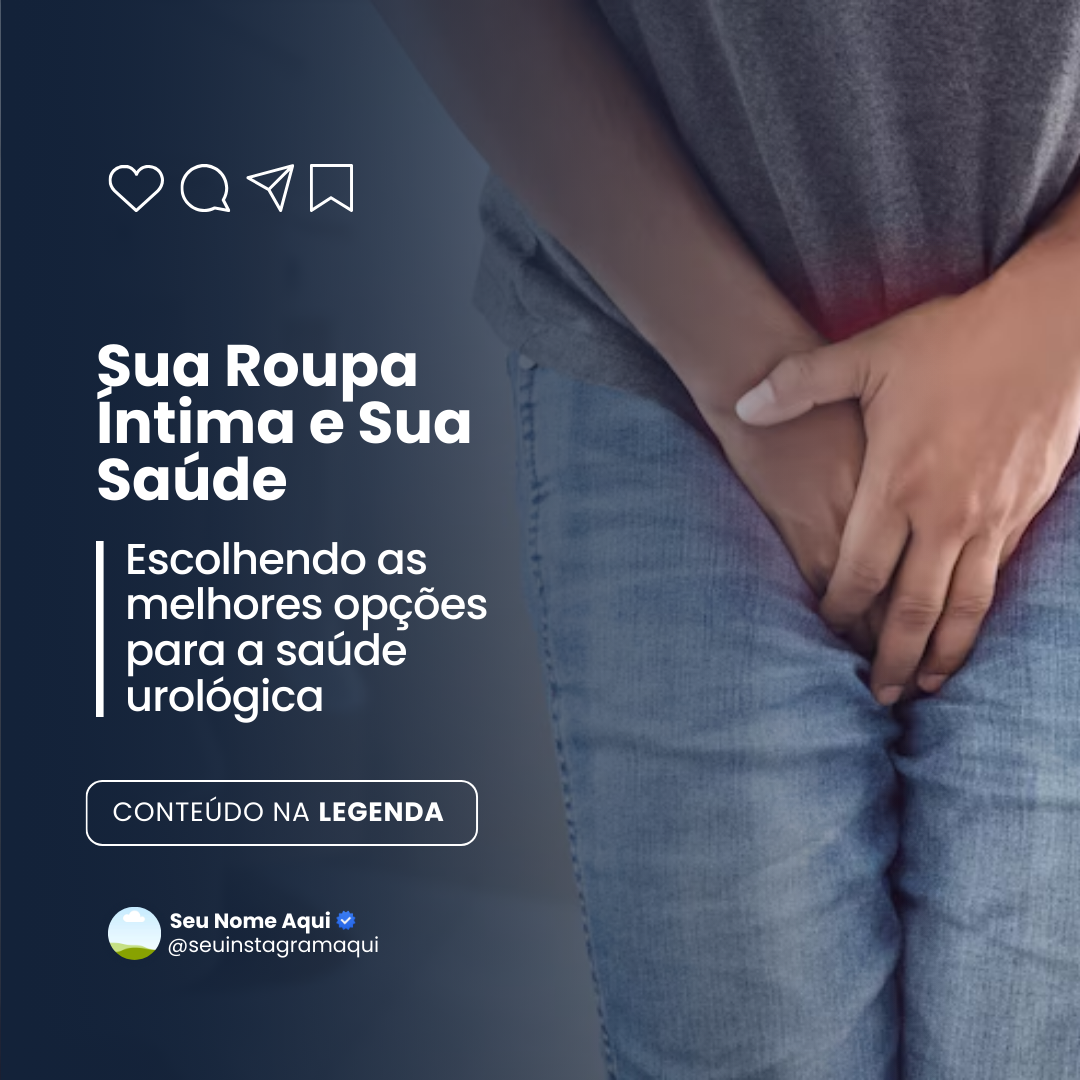 Sua Roupa
Íntima e Sua
Saúde
Escolhendo as
melhores opções
para a saúde
urológica
CONTEÚDO NA LEGENDA
Seu Nome Aqui
@seuinstagramaqui